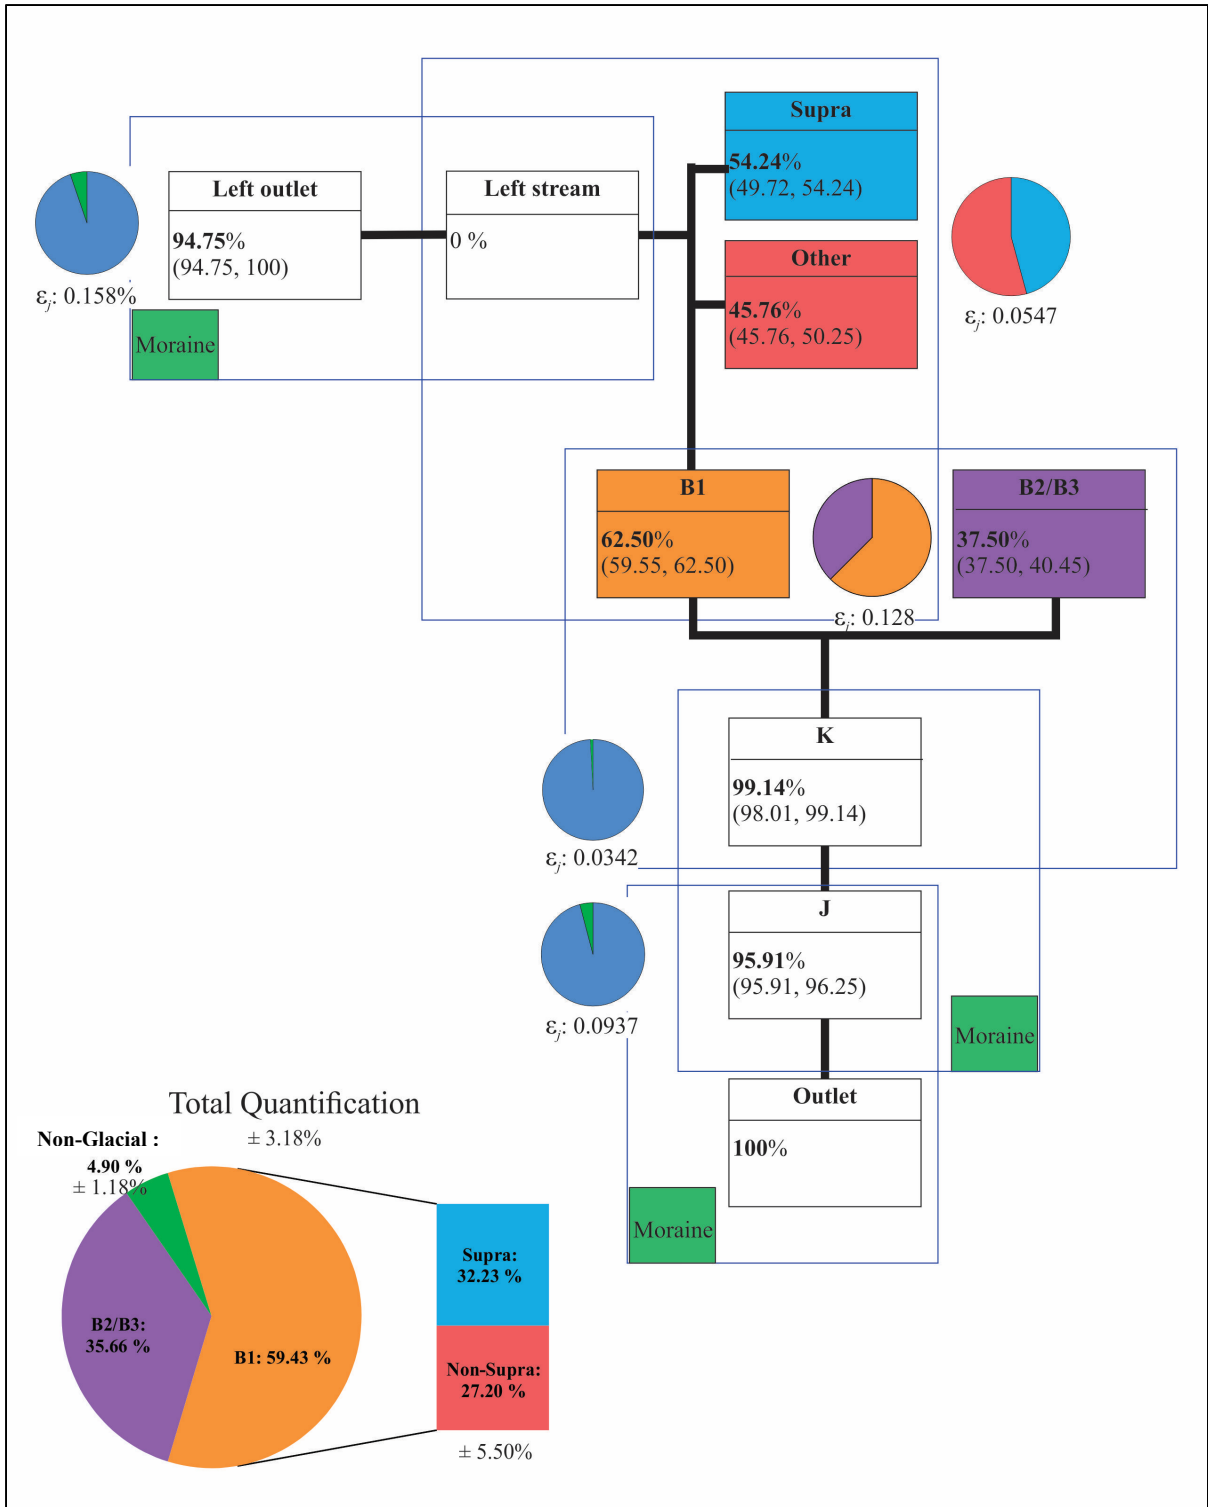 Supra
54.24%
(49.72, 54.24)
Left outlet
94.75%
(94.75, 100)
Left stream
0 %
εj: 0.158%
Moraine
Other
45.76%
(45.76, 50.25)
εj: 0.0547
B1
62.50%
(59.55, 62.50)
B2/B3
37.50%
(37.50, 40.45)
εj: 0.128
K
99.14%
(98.01, 99.14)
εj: 0.0342
J
95.91%
(95.91, 96.25)
εj: 0.0937
Moraine
Outlet
100%
Moraine
Total Quantification
± 3.18%
Non-Glacial :
4.90 %
± 1.18%
B2/B3:
35.66 %
B1: 59.43 %
Supra:
32.23 %
Non-Supra:
27.20 %
± 5.50%